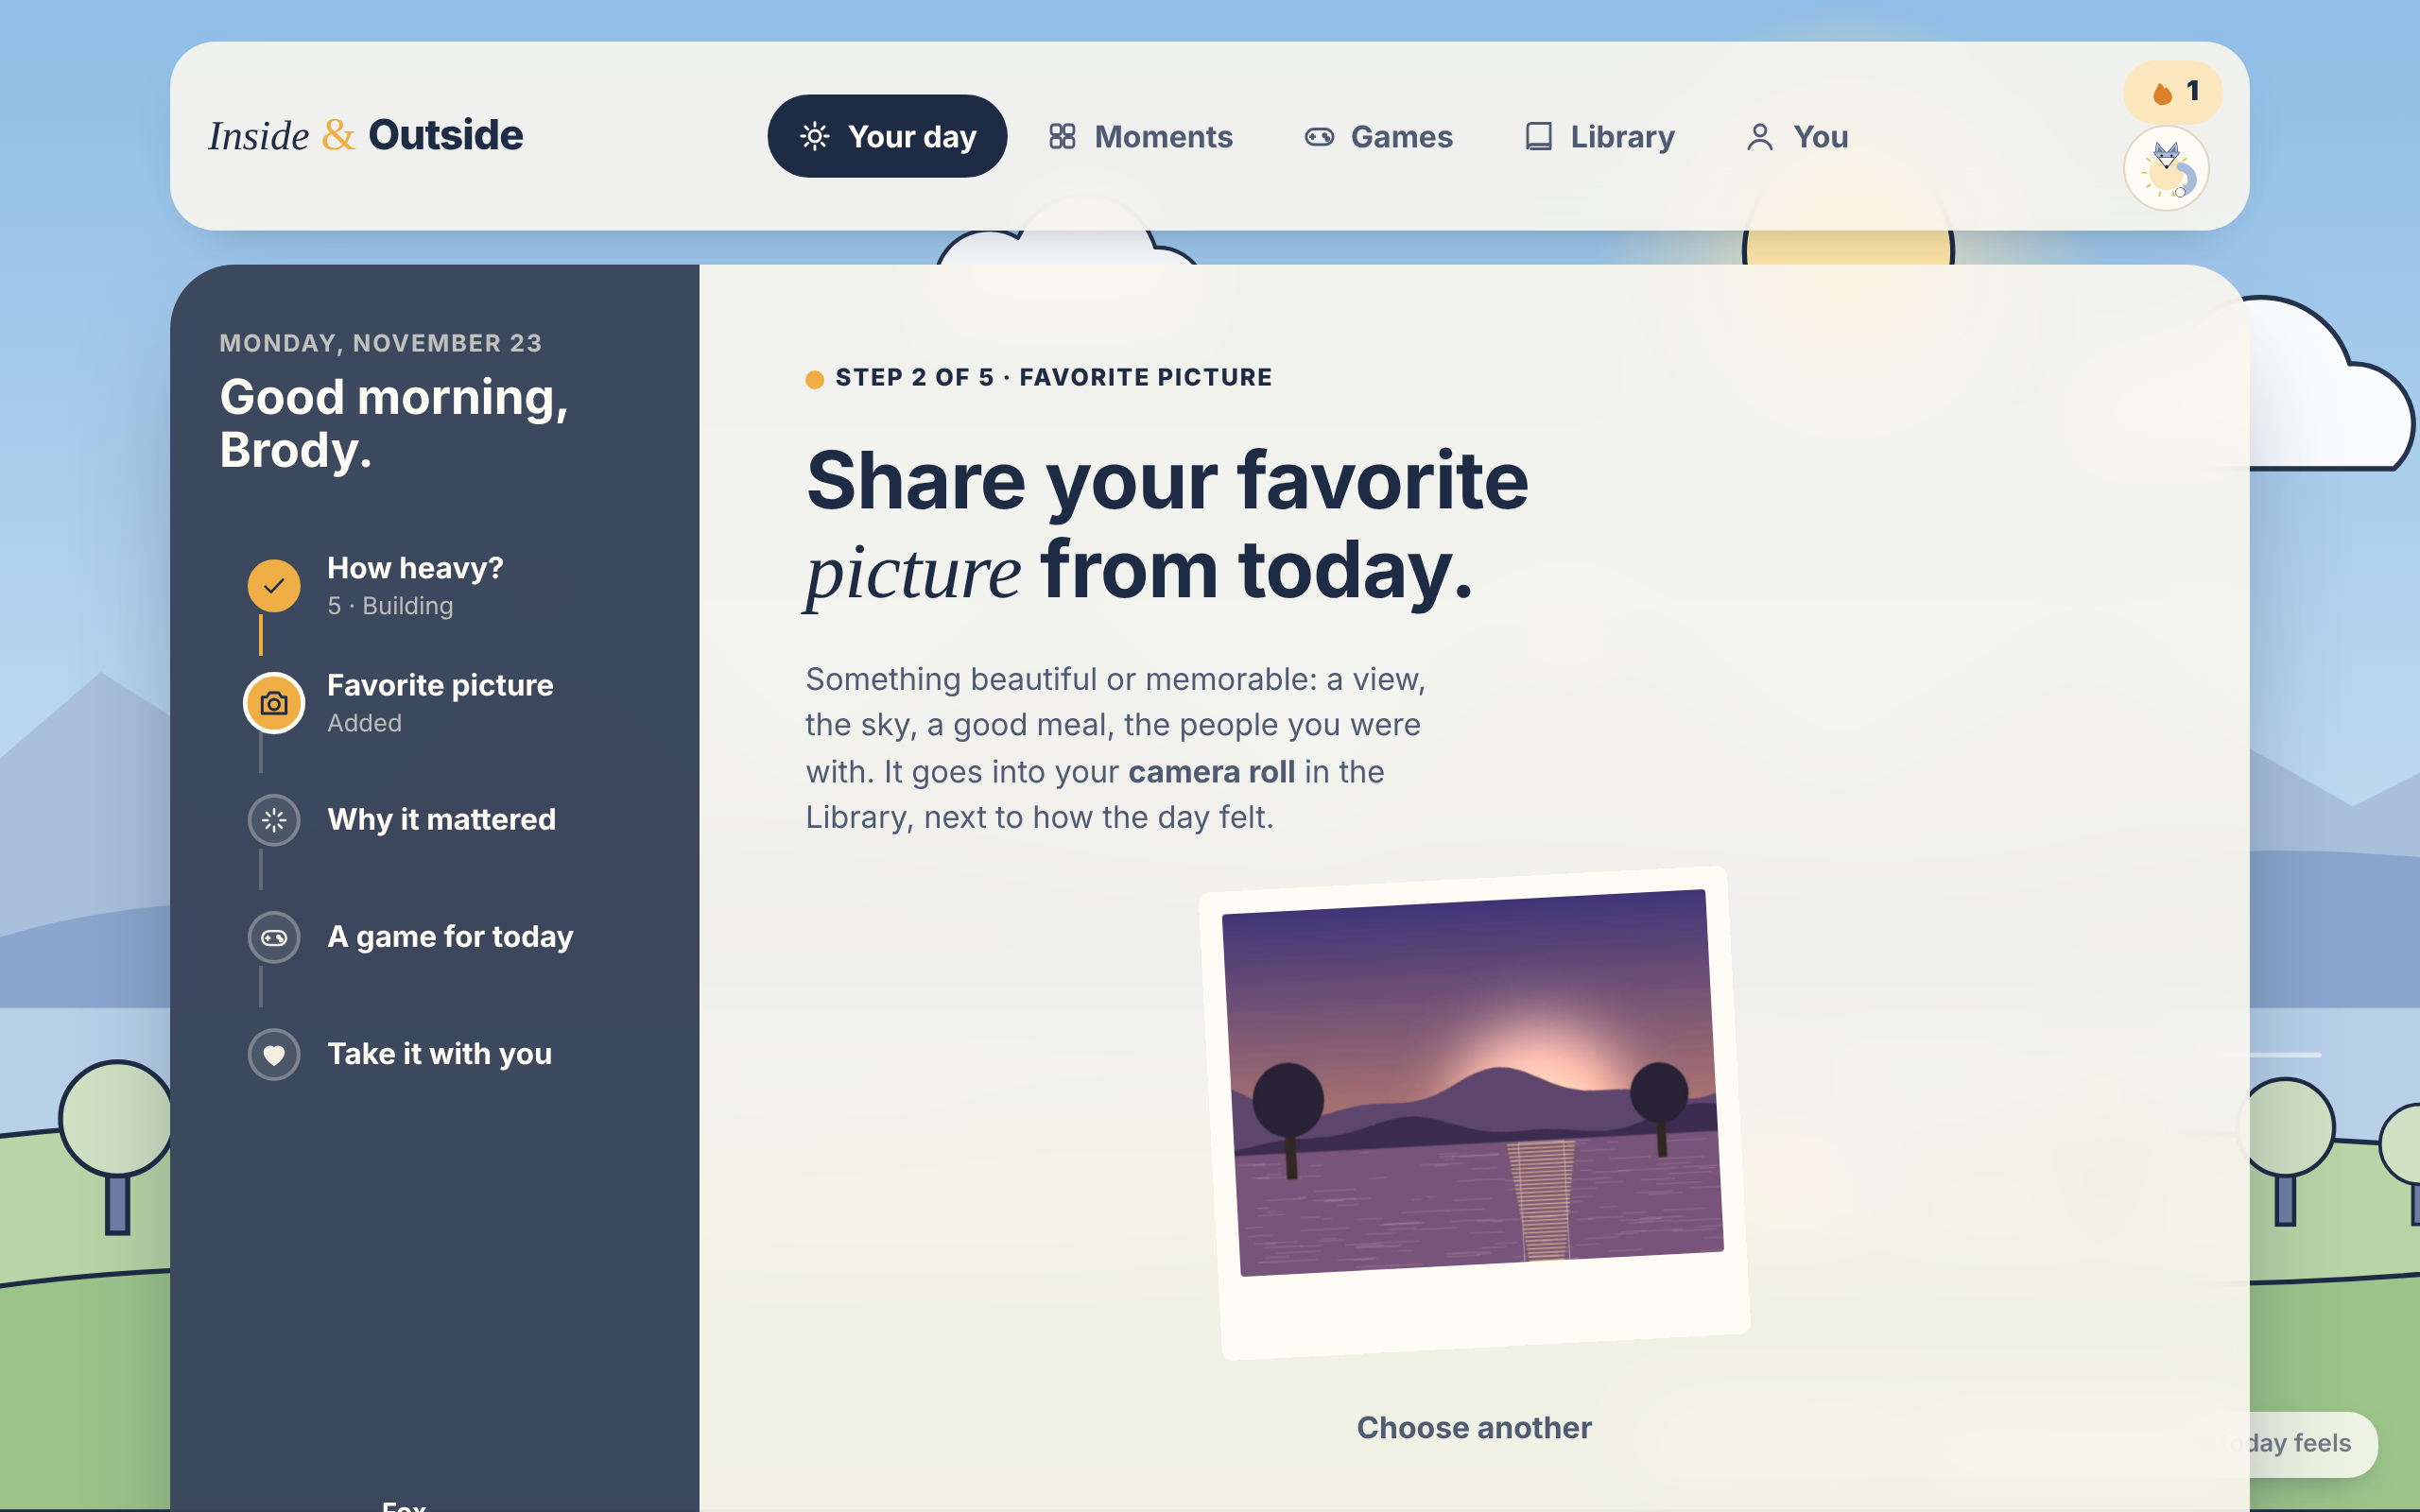 Inside & Outside
Your day
Moments
Games
Library
You
1
MONDAY, NOVEMBER 23
Good morning,
Brody.
How heavy?
5 · Building
Favorite picture
Added
Why it mattered
A game for today
Take it with you
Fox
STEP 2 OF 5 · FAVORITE PICTURE
Share your favorite
picture from today.
Something beautiful or memorable: a view,
the sky, a good meal, the people you were
with. It goes into your camera roll in the
Library, next to how the day felt.
Choose another
today feels